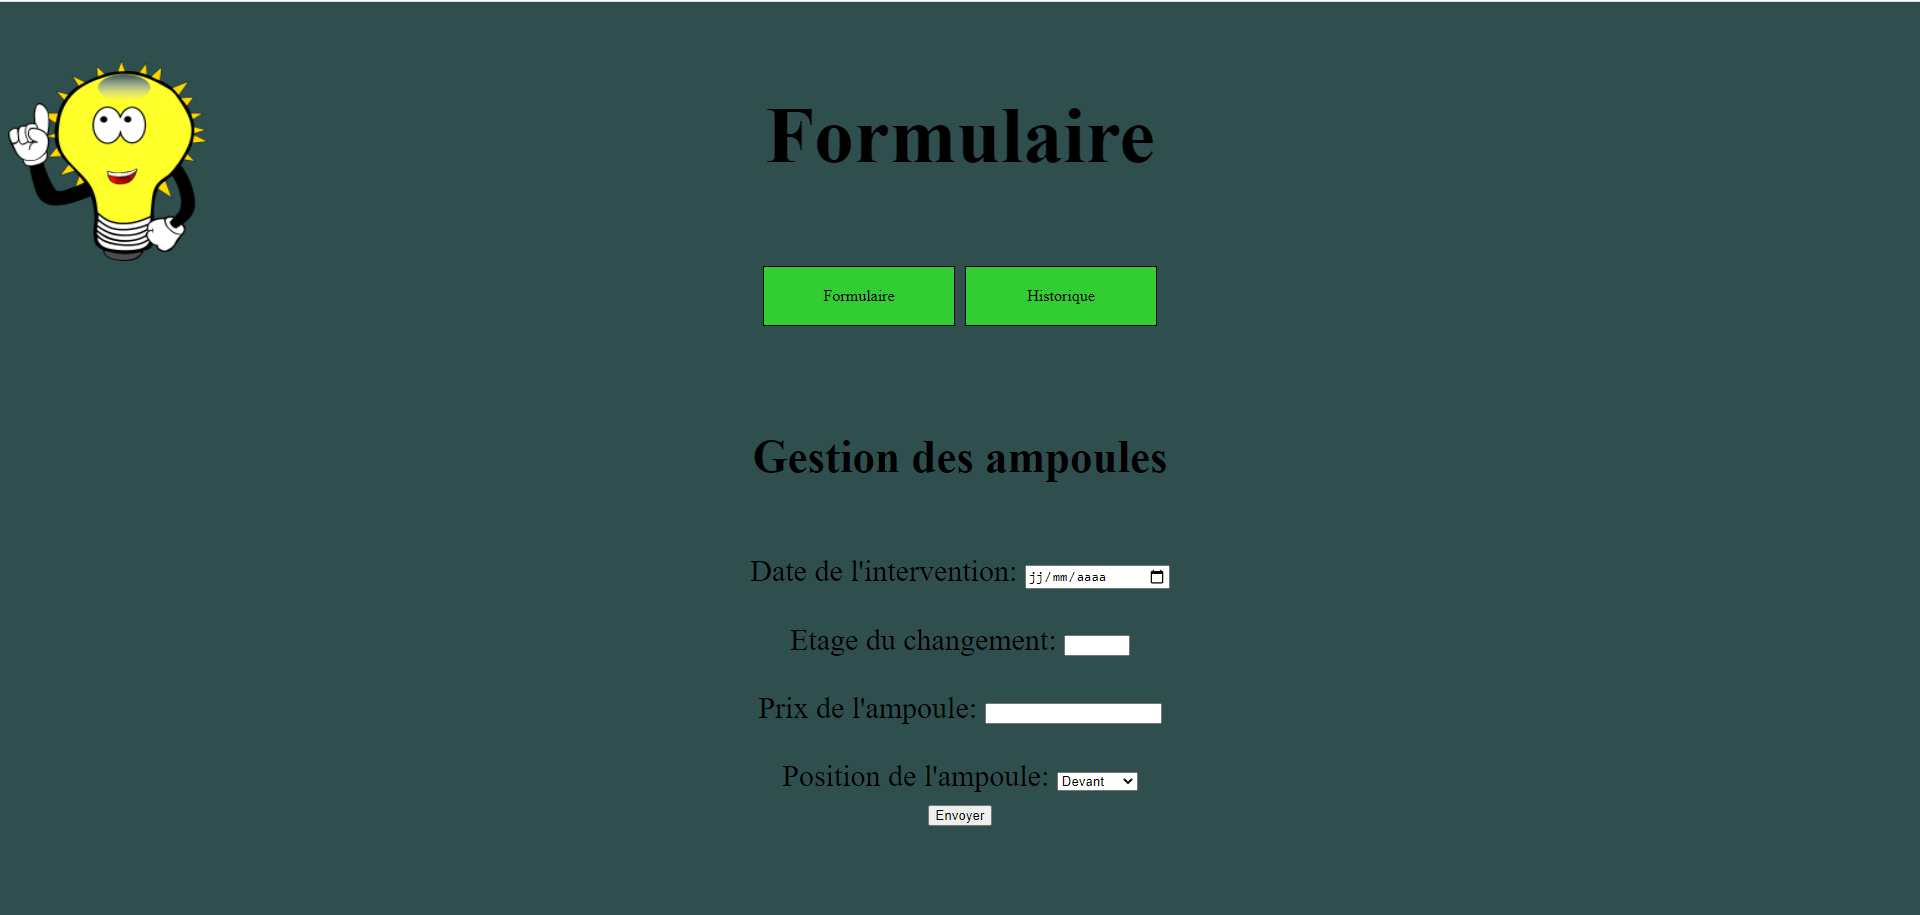 Formulaire
Formulaire Historique
Gestion des ampoules
Date de l'intervention: jj/mm/aaaa
Etage du changement:
Prix de l'ampoule:
Position de l'ampoule: Devant
Envoyer